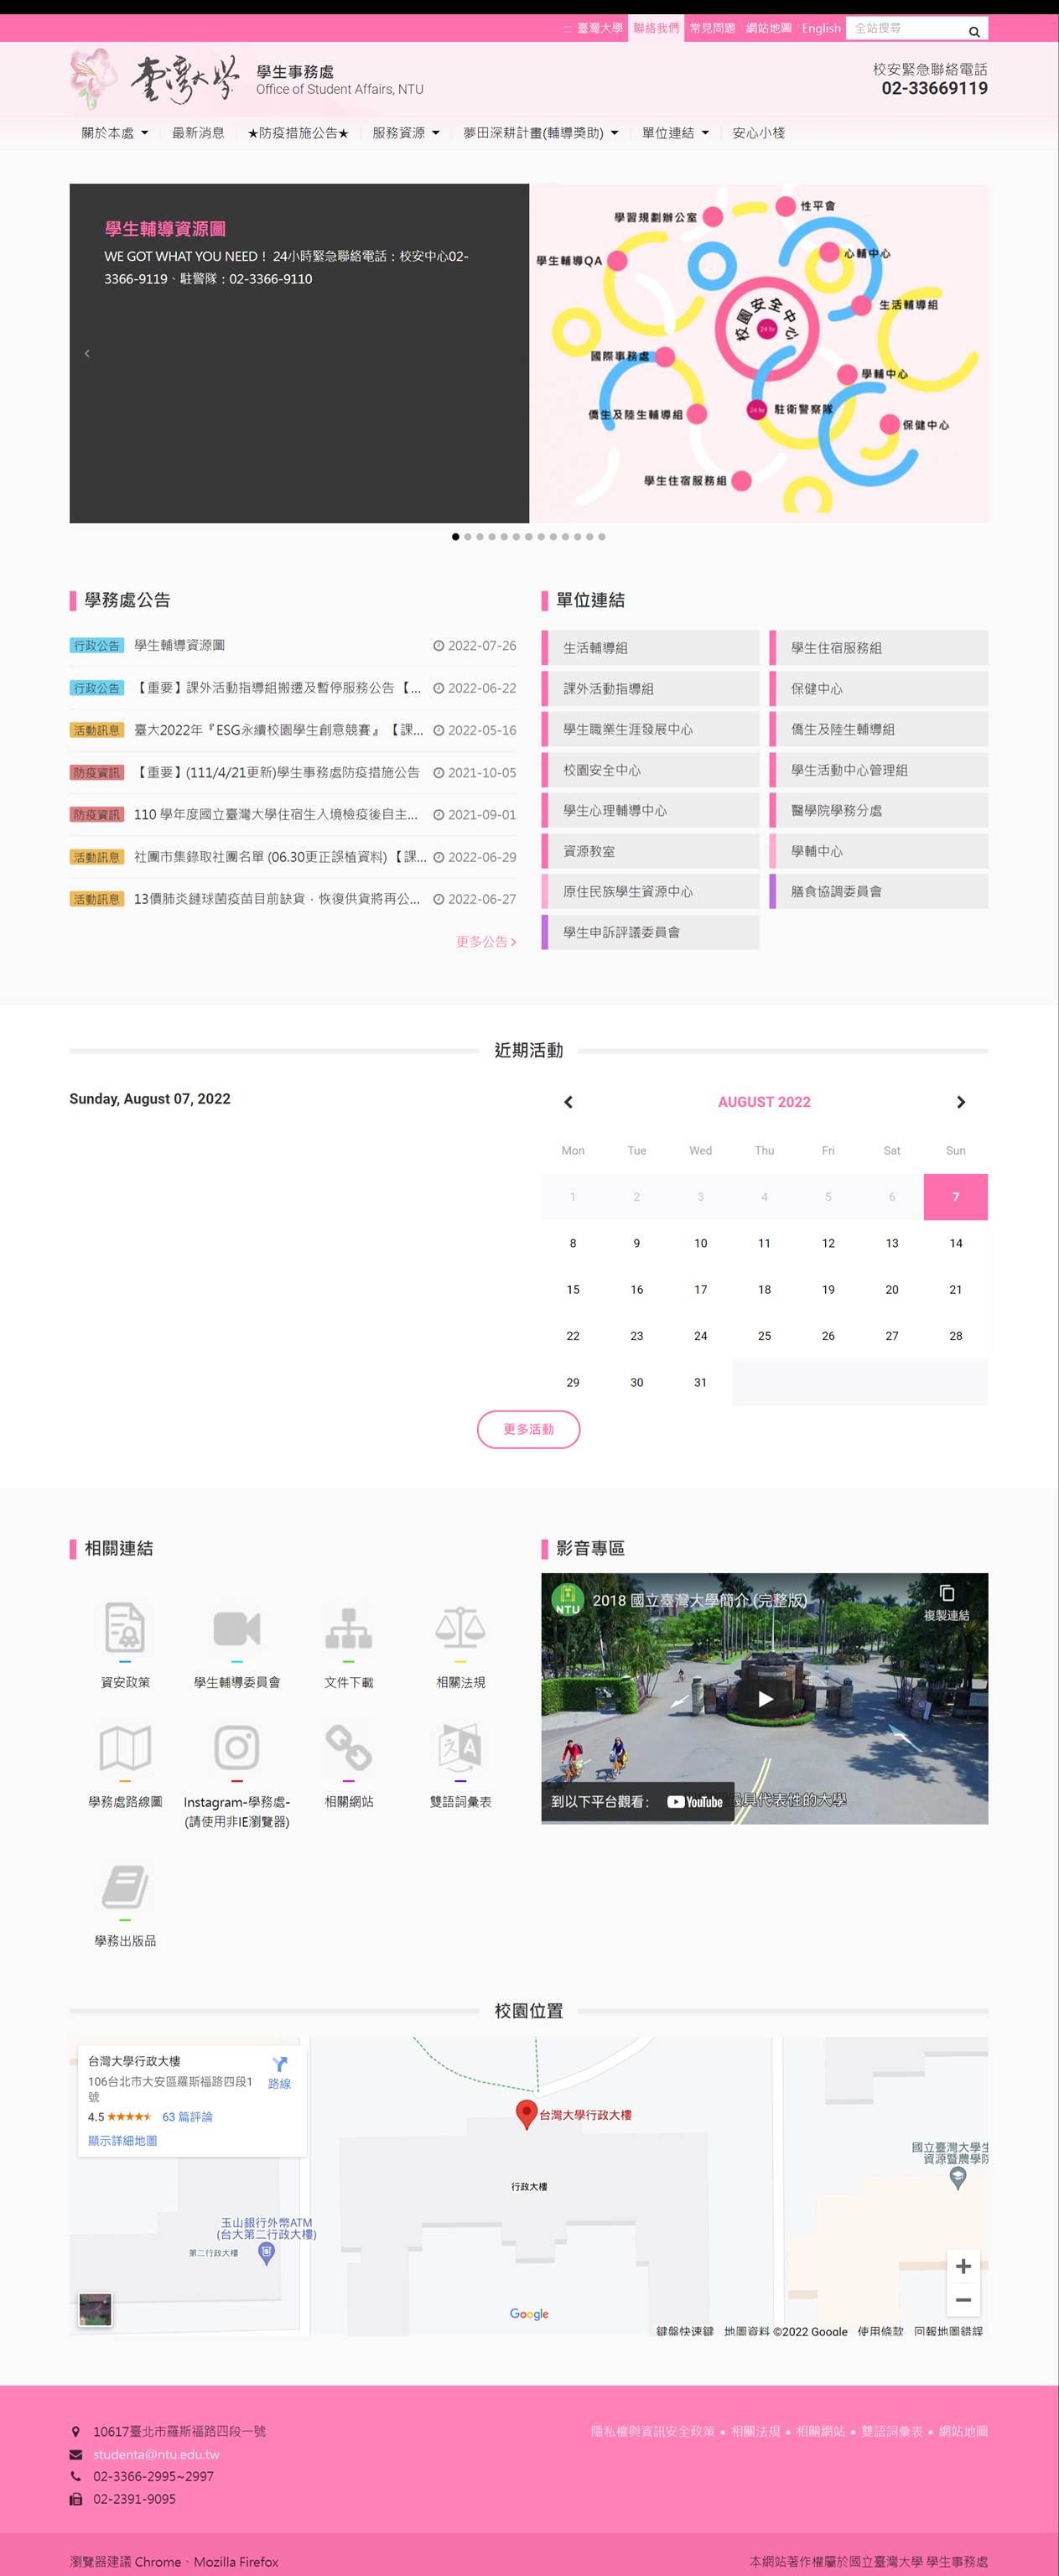 ::: 臺灣大學 聯絡我們 常見問題 網站地圖 English 全站搜尋
臺灣大學
學生事務處
Office of Student Affairs, NTU
校安緊急聯絡電話
02-33669119
關於本處 最新消息 ★防疫措施公告★ 服務資源 夢田深耕計畫(輔導獎助) 單位連結 安心小棧
學生輔導資源圖
WE GOT WHAT YOU NEED！ 24小時緊急聯絡電話：校安中心02-
3366-9119、駐警隊：02-3366-9110
學習規劃辦公室
性平會
學生輔導QA
心輔中心
生活輔導組
校園安全中心
24 hr
國際事務處
學輔中心
僑生及陸生輔導組
24 hr
駐衛警察隊
保健中心
學生住宿服務組
學務處公告
行政公告 學生輔導資源圖 2022-07-26
行政公告 【重要】課外活動指導組搬遷及暫停服務公告 【... 2022-06-22
活動訊息 臺大2022年『ESG永續校園學生創意競賽』 【課... 2022-05-16
防疫資訊 【重要】(111/4/21更新)學生事務處防疫措施公告 2021-10-05
防疫資訊 110 學年度國立臺灣大學住宿生入境檢疫後自主... 2021-09-01
活動訊息 社團市集錄取社團名單 (06.30更正誤植資料) 【課... 2022-06-29
活動訊息 13價肺炎鏈球菌疫苗目前缺貨，恢復供貨將再公... 2022-06-27
更多公告
單位連結
生活輔導組 學生住宿服務組
課外活動指導組 保健中心
學生職業生涯發展中心 僑生及陸生輔導組
校園安全中心 學生活動中心管理組
學生心理輔導中心 醫學院學務分處
資源教室 學輔中心
原住民族學生資源中心 膳食協調委員會
學生申訴評議委員會
近期活動
Sunday, August 07, 2022
AUGUST 2022
Mon Tue Wed Thu Fri Sat Sun
1 2 3 4 5 6 7
8 9 10 11 12 13 14
15 16 17 18 19 20 21
22 23 24 25 26 27 28
29 30 31
更多活動
相關連結
資安政策 學生輔導委員會 文件下載 相關法規
學務處路線圖 Instagram-學務處- 相關網站 雙語詞彙表
(請使用非IE瀏覽器)
學務出版品
影音專區
NTU 2018 國立臺灣大學簡介 (完整版)
複製連結
到以下平台觀看： YouTube 最具代表性的大學
校園位置
台灣大學行政大樓
106台北市大安區羅斯福路四段1
號
路線
4.5 ★★★★★ 63 篇評論
顯示詳細地圖
台灣大學行政大樓
國立臺灣大學生
資源暨農學院
行政大樓
玉山銀行外幣ATM
(台大第二行政大樓)
第二行政大樓
Google
鍵盤快速鍵 地圖資料 ©2022 Google 使用條款 回報地圖錯誤
10617臺北市羅斯福路四段一號
studenta@ntu.edu.tw
02-3366-2995~2997
02-2391-9095
隱私權與資訊安全政策 • 相關法規 • 相關網站 • 雙語詞彙表 • 網站地圖
瀏覽器建議 Chrome、Mozilla Firefox
本網站著作權屬於國立臺灣大學 學生事務處